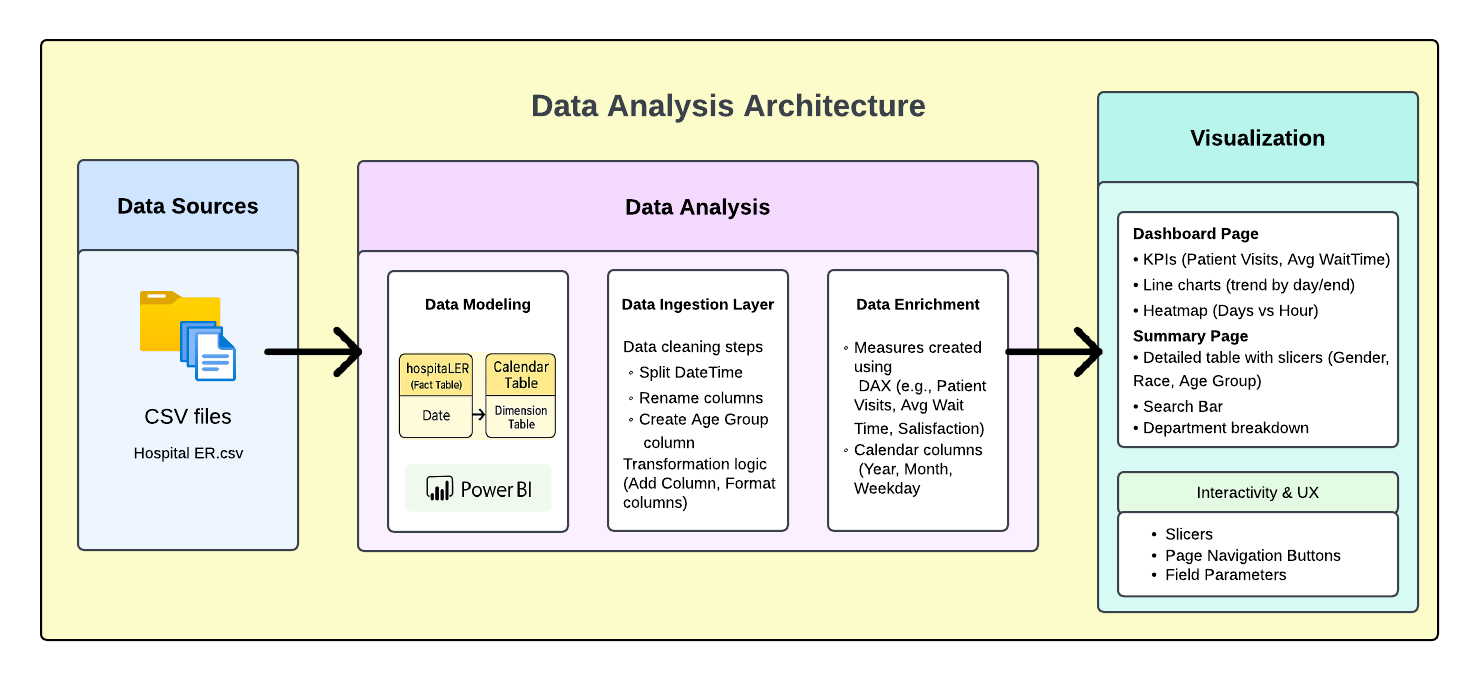 Data Analysis Architecture
Data Sources
CSV files
Hospital ER.csv
Data Analysis
Data Modeling
hospitaLER
(Fact Table)
Date
Calendar
Table
Dimension
Table
Power BI
Data Ingestion Layer
Data cleaning steps
◦ Split DateTime
◦ Rename columns
◦ Create Age Group
column
Transformation logic
(Add Column, Format
columns)
Data Enrichment
◦ Measures created
using
DAX (e.g., Patient
Visits, Avg Wait
Time, Satisfaction)
◦ Calendar columns
(Year, Month,
Weekday
Visualization
Dashboard Page
• KPIs (Patient Visits, Avg WaitTime)
• Line charts (trend by day/end)
• Heatmap (Days vs Hour)
Summary Page
• Detailed table with slicers (Gender,
Race, Age Group)
• Search Bar
• Department breakdown
Interactivity & UX
• Slicers
• Page Navigation Buttons
• Field Parameters